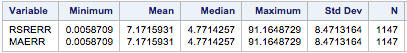 Variable Minimum Mean Median Maximum Std Dev N
RSRERR 0.0058709 7.1715931 4.7714257 91.1648729 8.4713164 1147
MAERR 0.0058709 7.1715931 4.7714257 91.1648729 8.4713164 1147